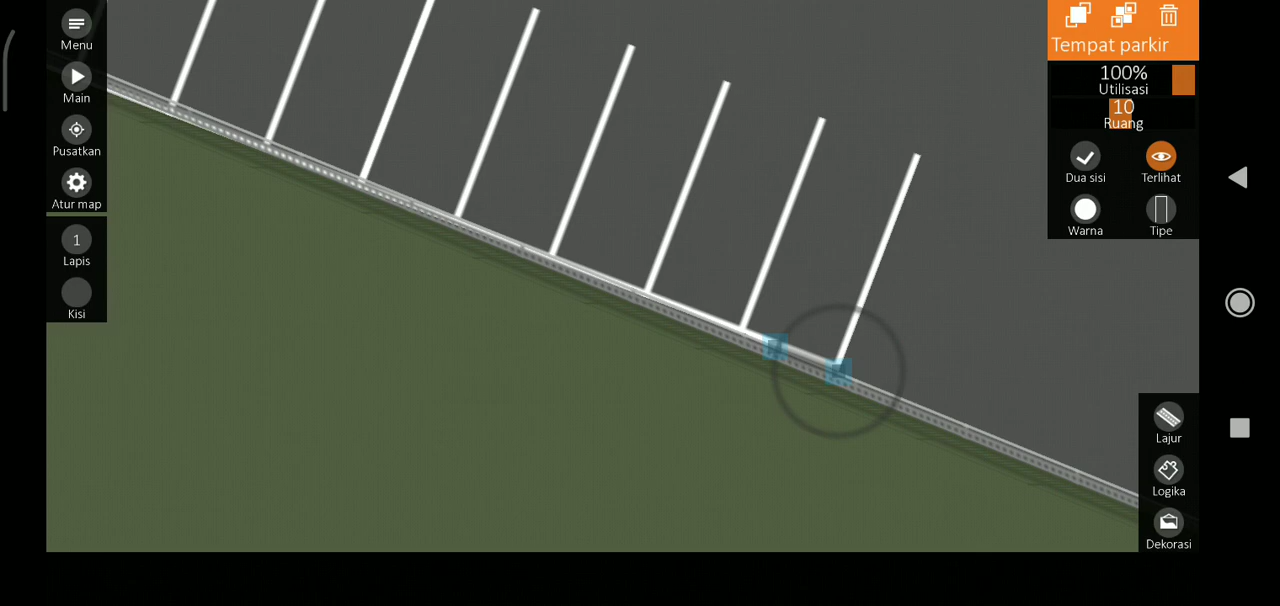 Menu
Main
Pusatkan
Atur map
1
Lapis
Kisi
Tempat parkir
100%
Utilisasi
10
Ruang
Dua sisi
Terlihat
Warna
Tipe
Lajur
Logika
Dekorasi